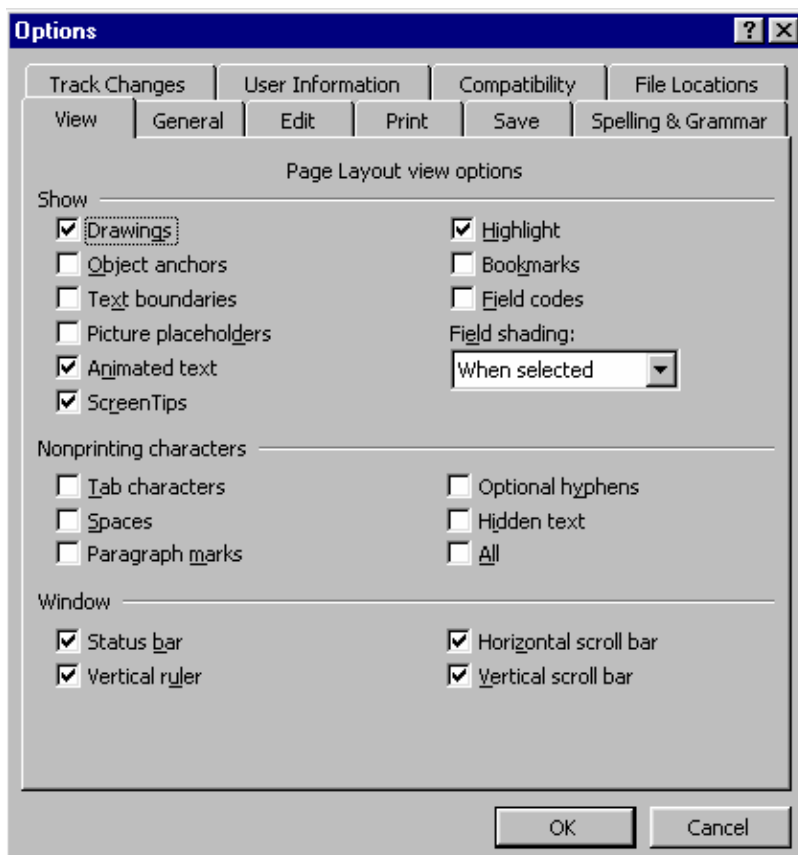 Options
Track Changes User Information Compatibility File Locations
View General Edit Print Save Spelling & Grammar
Page Layout view options
Show
Drawings Highlight
Object anchors Bookmarks
Text boundaries Field codes
Picture placeholders Field shading:
Animated text When selected
ScreenTips
Nonprinting characters
Tab characters Optional hyphens
Spaces Hidden text
Paragraph marks All
Window
Status bar Horizontal scroll bar
Vertical ruler Vertical scroll bar
OK Cancel